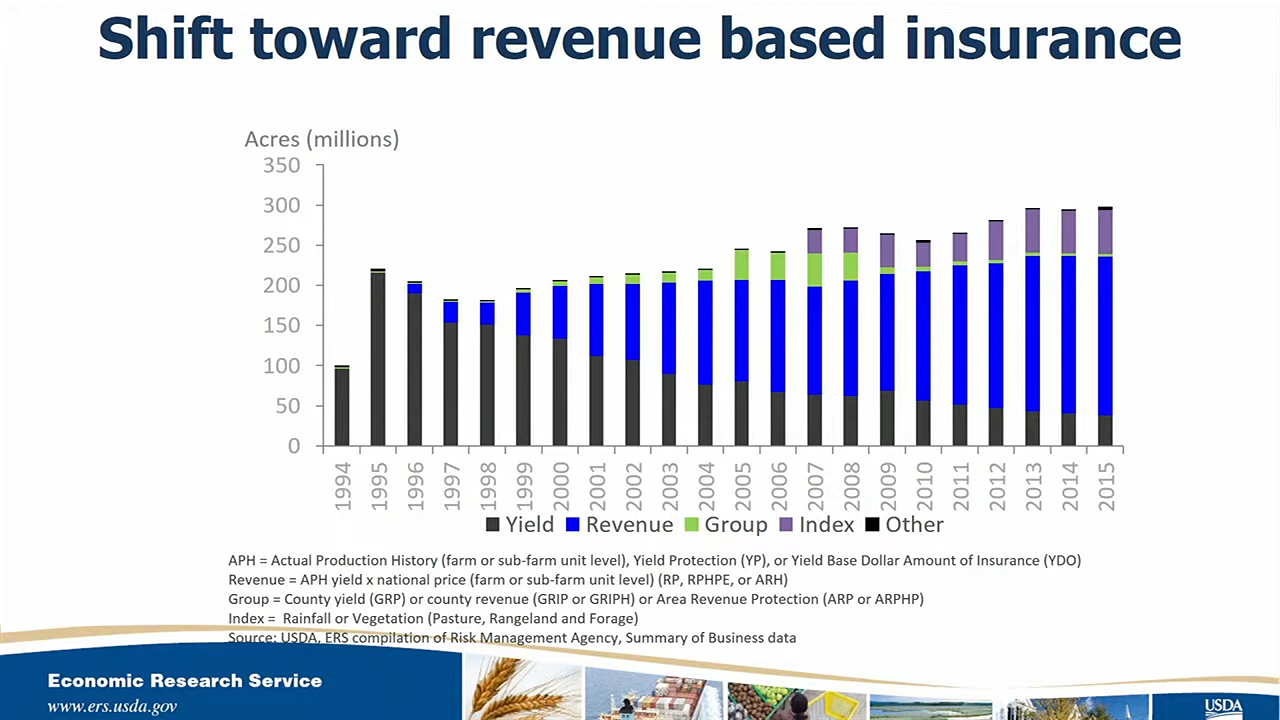 Shift toward revenue based insurance
Acres (millions)
350
300
250
200
150
100
50
0
1994 1995 1996 1997 1998 1999 2000 2001 2002 2003 2004 2005 2006 2007 2008 2009 2010 2011 2012 2013 2014 2015
Yield Revenue Group Index Other
APH = Actual Production History (farm or sub-farm unit level), Yield Protection (YP), or Yield Base Dollar Amount of Insurance (YDO)
Revenue = APH yield x national price (farm or sub-farm unit level) (RP, RPHPE, or ARH)
Group = County yield (GRP) or county revenue (GRIP or GRIPH) or Area Revenue Protection (ARP or ARPHP)
Index = Rainfall or Vegetation (Pasture, Rangeland and Forage)
Source: USDA, ERS compilation of Risk Management Agency, Summary of Business data
Economic Research Service
www.ers.usda.gov
USDA